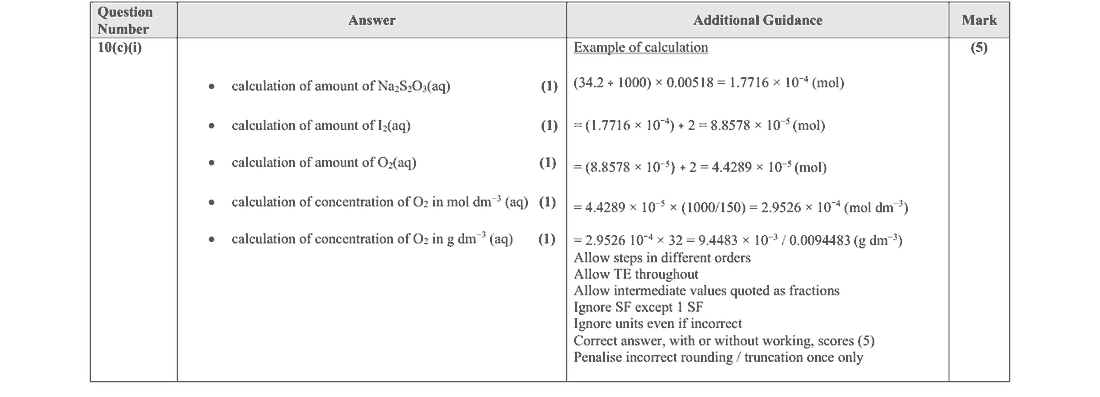 Question Number Answer Additional Guidance Mark
10(c)(i) Example of calculation (5)
• calculation of amount of Na₂S₂O₃(aq) (1) (34.2 ÷ 1000) × 0.00518 = 1.7716 × 10⁻⁴ (mol)
• calculation of amount of I₂(aq) (1) = (1.7716 × 10⁻⁴) ÷ 2 = 8.8578 × 10⁻⁵ (mol)
• calculation of amount of O₂(aq) (1) = (8.8578 × 10⁻⁵) ÷ 2 = 4.4289 × 10⁻⁵ (mol)
• calculation of concentration of O₂ in mol dm⁻³ (aq) (1) = 4.4289 × 10⁻⁵ × (1000/150) = 2.9526 × 10⁻⁴ (mol dm⁻³)
• calculation of concentration of O₂ in g dm⁻³ (aq) (1) = 2.9526 10⁻⁴ × 32 = 9.4483 × 10⁻³ / 0.0094483 (g dm⁻³)
Allow steps in different orders
Allow TE throughout
Allow intermediate values quoted as fractions
Ignore SF except 1 SF
Ignore units even if incorrect
Correct answer, with or without working, scores (5)
Penalise incorrect rounding / truncation once only